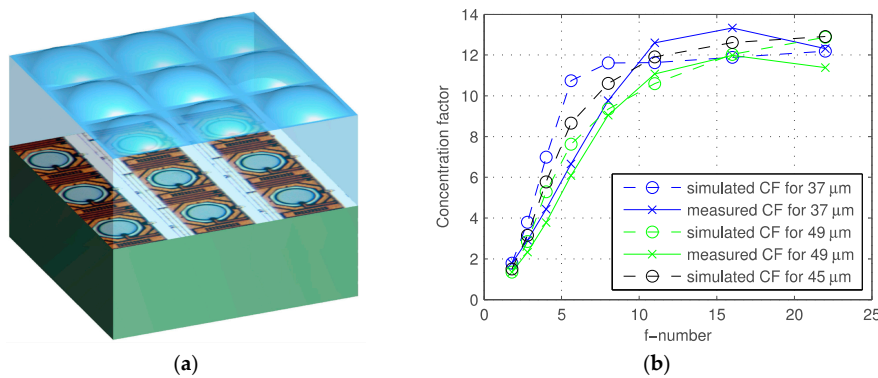 14
12
10
8
6
4
2
0
Concentration factor
simulated CF for 37 μm
measured CF for 37 μm
simulated CF for 49 μm
measured CF for 49 μm
simulated CF for 45 μm
0 5 10 15 20 25
f−number
(a) (b)